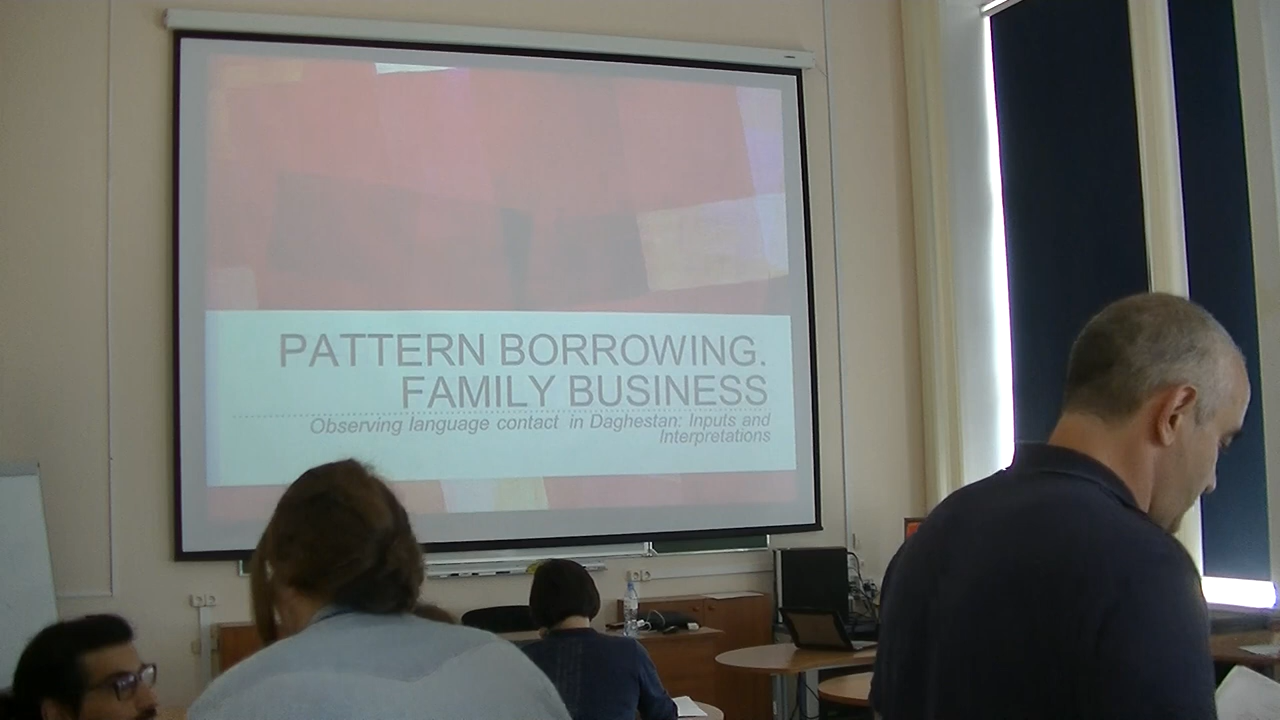 PATTERN BORROWING.
FAMILY BUSINESS
Observing language contact in Daghestan: Inputs and
Interpretations